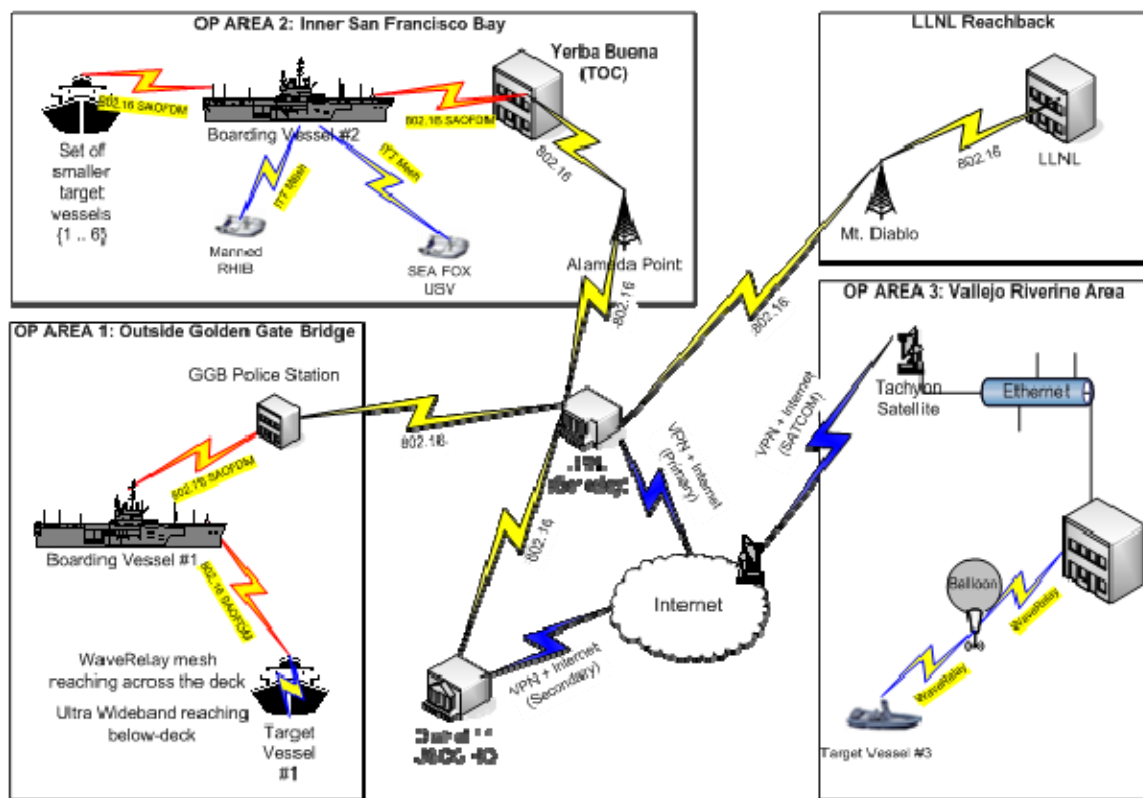 OP AREA 2: Inner San Francisco Bay
Yerba Buena
(TOC)
802.16 SAOFDM
802.16 SAOFDM
Boarding Vessel #2
802.16
Set of
smaller
target
vessels
{1 .. 6}
ITT Mesh
ITT Mesh
Manned
RHIB
SEA FOX
USV
Alameda Point
802.16
LLNL Reachback
802.16
LLNL
Mt. Diablo
802.16
OP AREA 1: Outside Golden Gate Bridge
GGB Police Station
802.16
802.16 SAOFDM
Boarding Vessel #1
802.16 SAOFDM
WaveRelay mesh
reaching across the deck
Ultra Wideband reaching
below-deck
Target
Vessel
#1
802.16
VPN + Internet
(Primary)
VPN + Internet
(SATCOM)
Internet
VPN + Internet
(Secondary)
OP AREA 3: Vallejo Riverine Area
Tachyon
Satellite
Ethernet
Balloon
WaveRelay
WaveRelay
Target Vessel #3